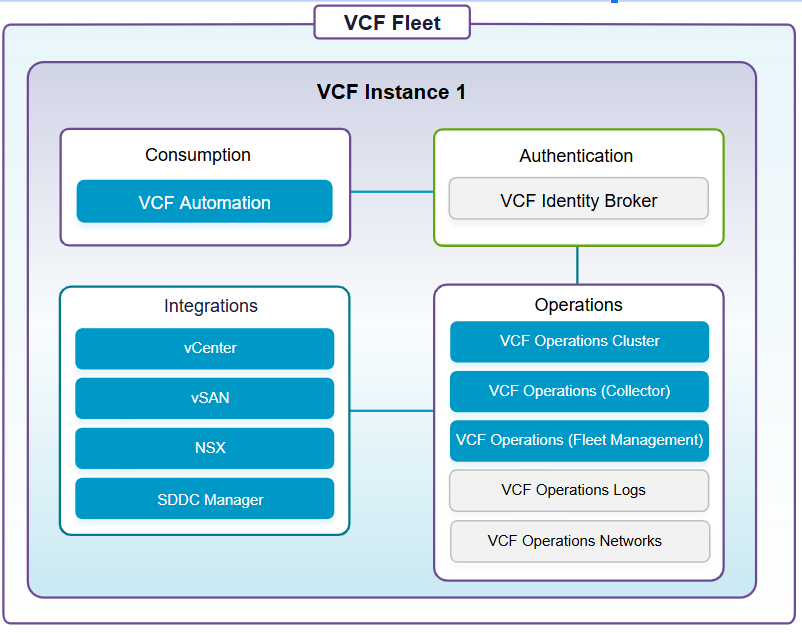 VCF Fleet
VCF Instance 1
Consumption
VCF Automation
Authentication
VCF Identity Broker
Integrations
vCenter
vSAN
NSX
SDDC Manager
Operations
VCF Operations Cluster
VCF Operations (Collector)
VCF Operations (Fleet Management)
VCF Operations Logs
VCF Operations Networks